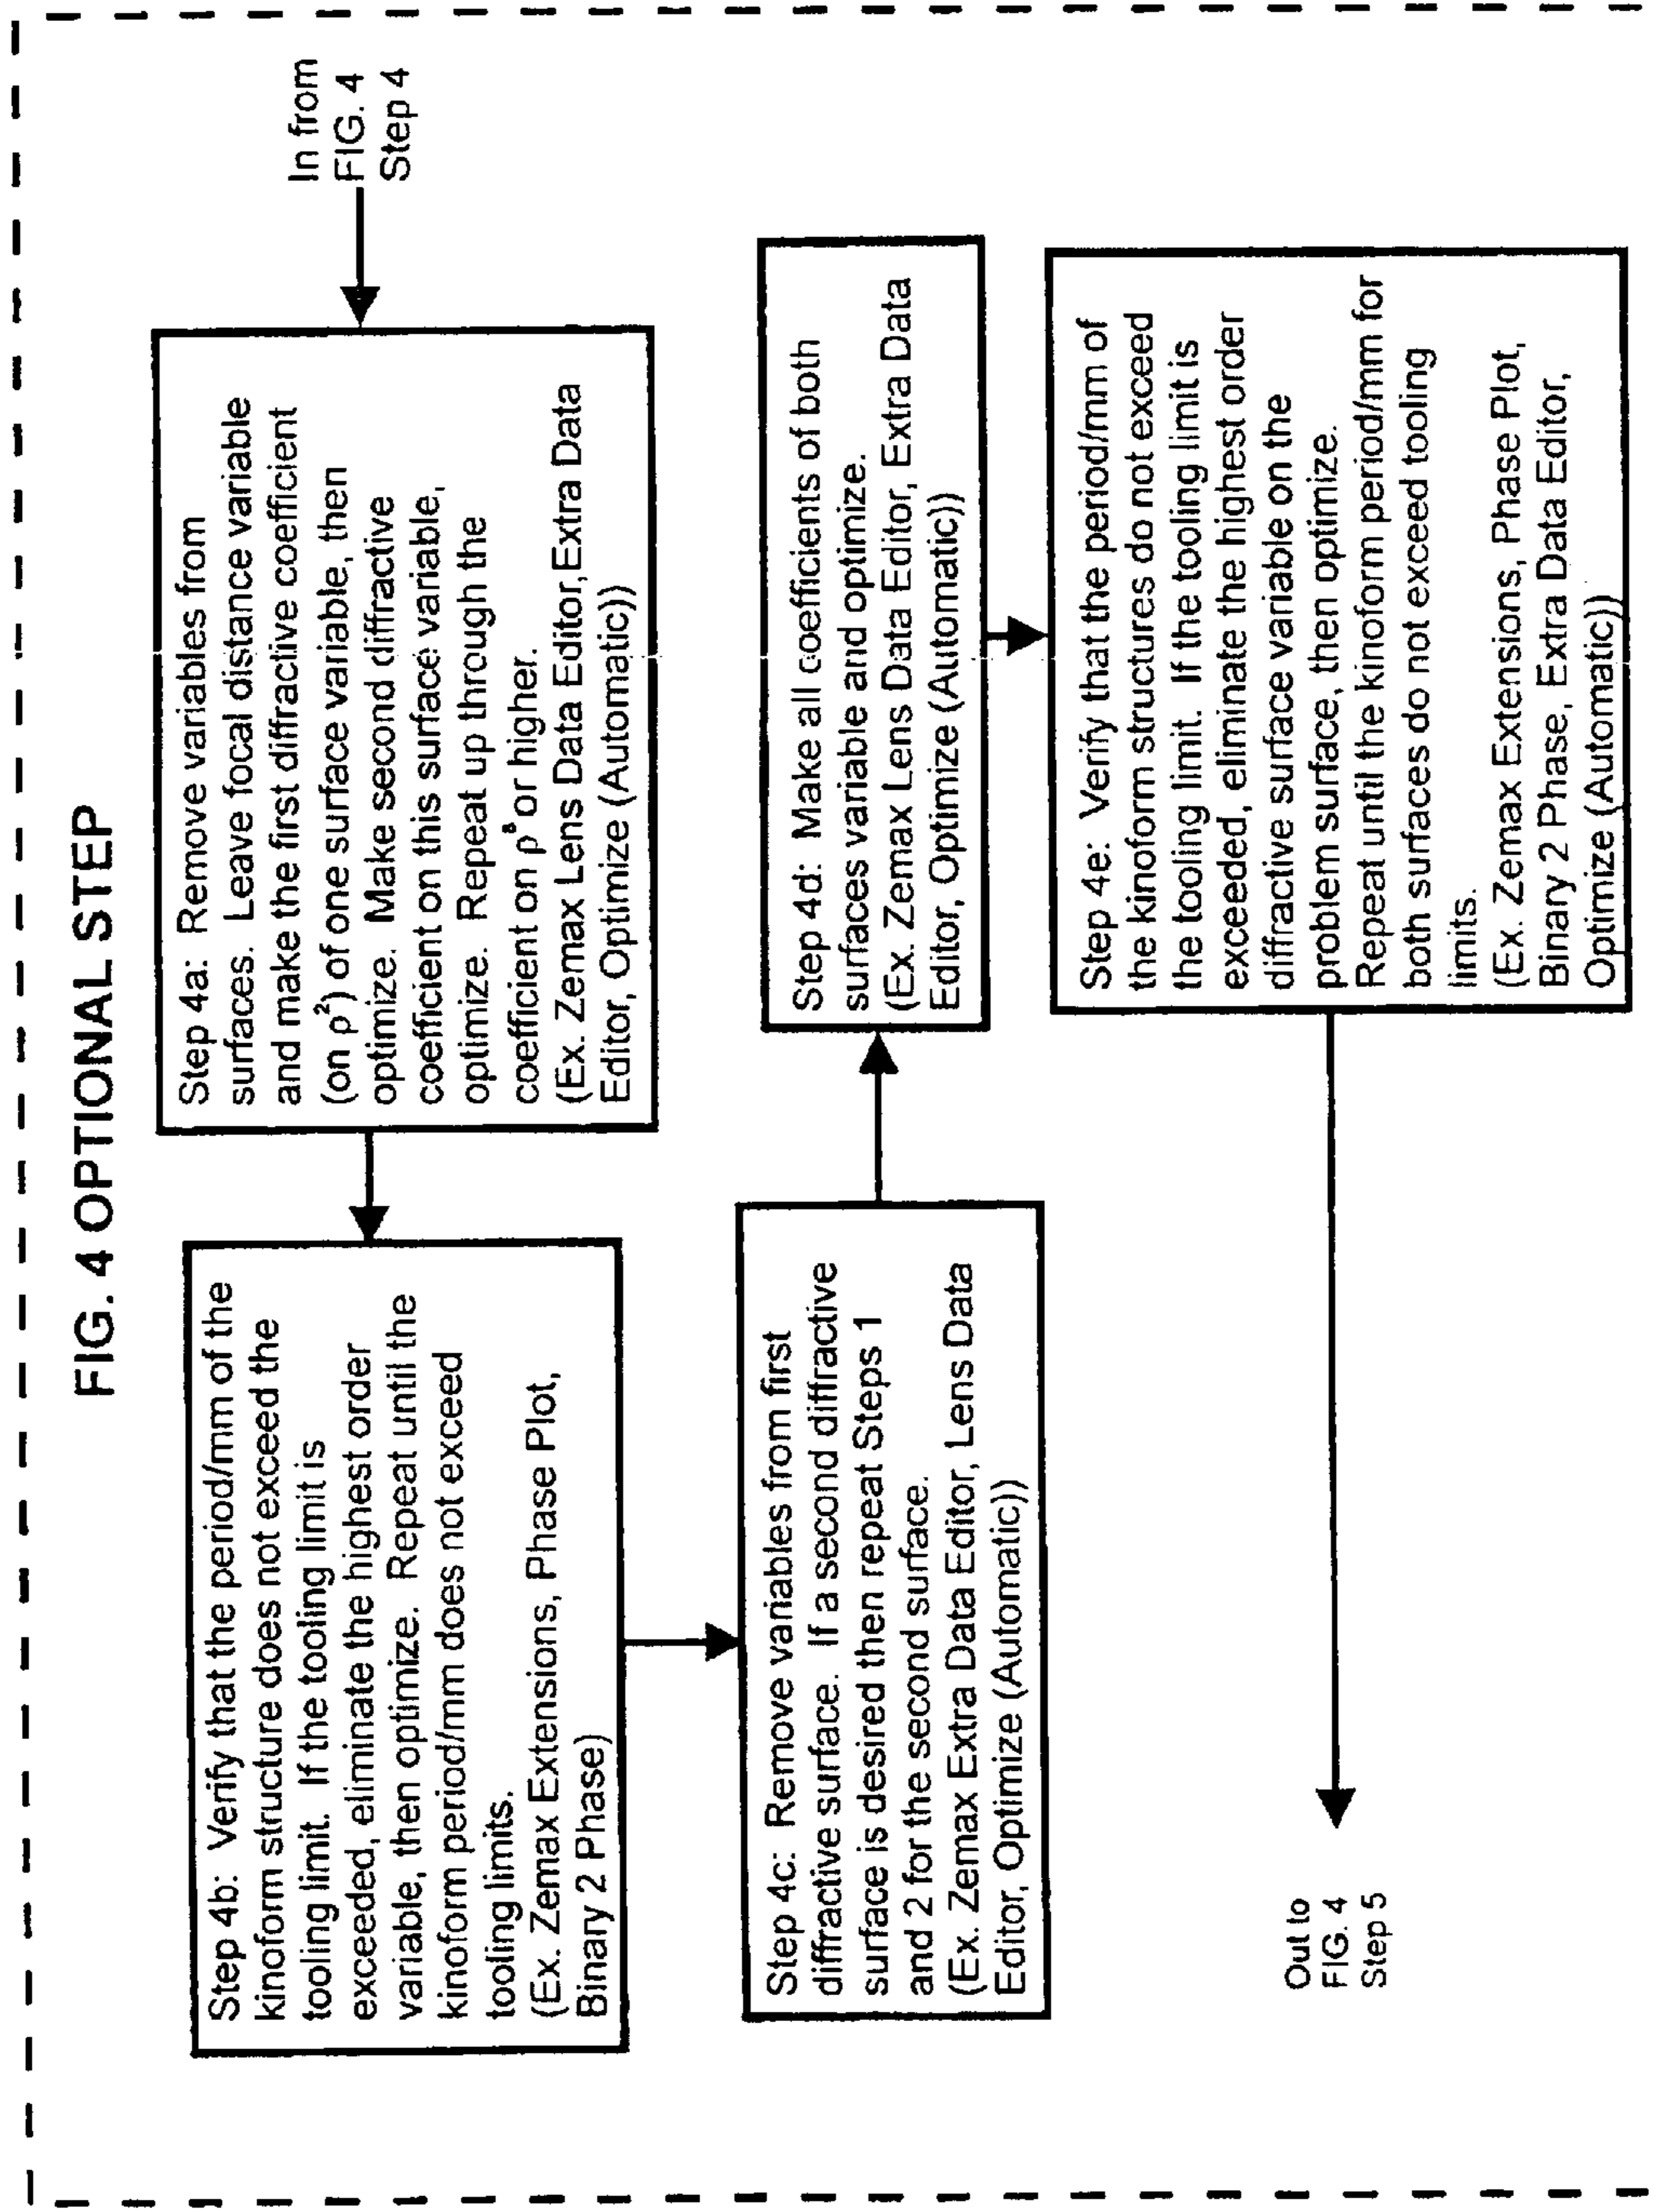 FIG. 4 OPTIONAL STEP
In from
FIG. 4
Step 4
Step 4a: Remove variables from
surfaces. Leave focal distance variable
and make the first diffractive coefficient
(on ρ²) of one surface variable, then
optimize. Make second diffractive
coefficient on this surface variable,
optimize. Repeat up through the
coefficient on ρ⁸ or higher.
(Ex. Zemax Lens Data Editor,Extra Data
Editor, Optimize (Automatic))
Step 4b: Verify that the period/mm of the
kinoform structure does not exceed the
tooling limit. If the tooling limit is
exceeded, eliminate the highest order
variable, then optimize. Repeat until the
kinoform period/mm does not exceed
tooling limits.
(Ex. Zemax Extensions, Phase Plot,
Binary 2 Phase)
Step 4c: Remove variables from first
diffractive surface. If a second diffractive
surface is desired then repeat Steps 1
and 2 for the second surface.
(Ex. Zemax Extra Data Editor, Lens Data
Editor, Optimize (Automatic))
Step 4d: Make all coefficients of both
surfaces variable and optimize.
(Ex. Zemax Lens Data Editor, Extra Data
Editor, Optimize (Automatic))
Step 4e: Verify that the period/mm of
the kinoform structures do not exceed
the tooling limit. If the tooling limit is
exceeded, eliminate the highest order
diffractive surface variable on the
problem surface, then optimize.
Repeat until the kinoform period/mm for
both surfaces do not exceed tooling
limits.
(Ex. Zemax Extensions, Phase Plot,
Binary 2 Phase, Extra Data Editor,
Optimize (Automatic))
Out to
FIG. 4
Step 5